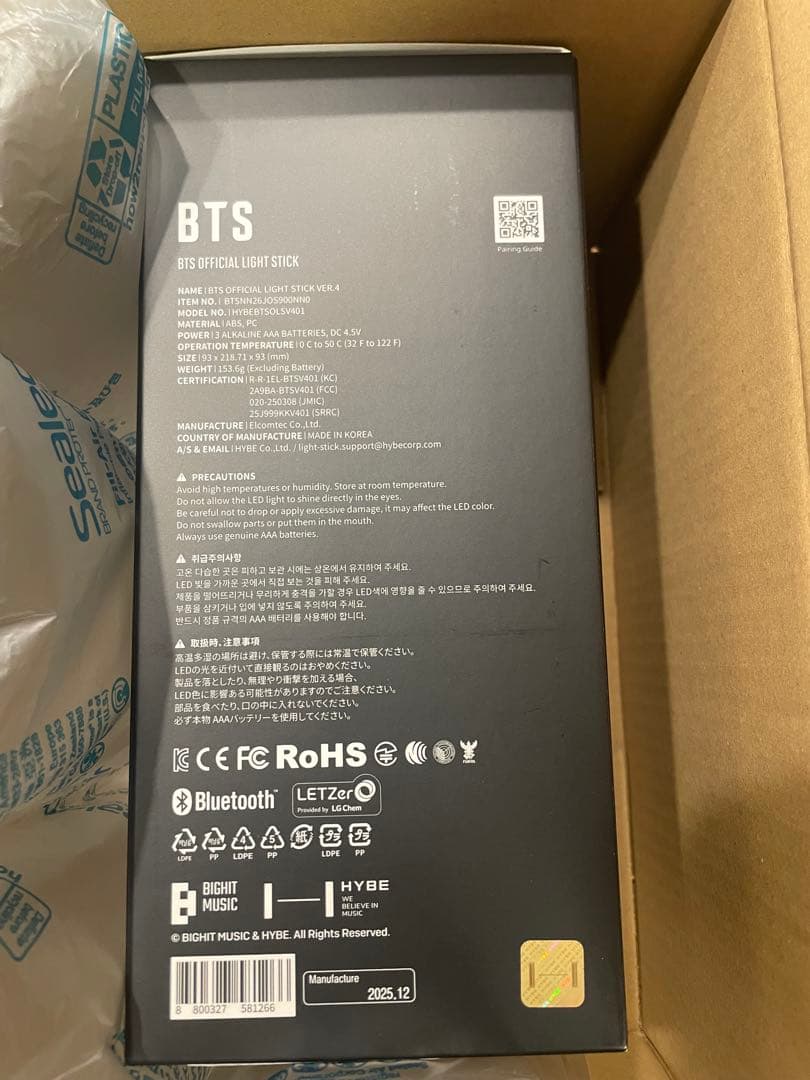 BTS
Pairing Guide
BTS OFFICIAL LIGHT STICK
NAME | BTS OFFICIAL LIGHT STICK VER.4
ITEM NO. | BTSNN26JOS900NN0
MODEL NO. | HYBEBTSOLSV401
MATERIAL | ABS, PC
POWER | 3 ALKALINE AAA BATTERIES, DC 4.5V
OPERATION TEMPERATURE | 0 C to 50 C (32 F to 122 F)
SIZE | 93 x 218.71 x 93 (mm)
WEIGHT | 153.6g (Excluding Battery)
CERTIFICATION | R-R-1EL-BTSV401 (KC)
2A9BA-BTSV401 (FCC)
020-250308 (JMIC)
25J999KKV401 (SRRC)
MANUFACTURE | Elcomtec Co.,Ltd.
COUNTRY OF MANUFACTURE | MADE IN KOREA
A/S & EMAIL | HYBE Co.,Ltd. / light-stick.support@hybecorp.com
PRECAUTIONS
Avoid high temperatures or humidity. Store at room temperature.
Do not allow the LED light to shine directly in the eyes.
Be careful not to drop or apply excessive damage, it may affect the LED color.
Do not swallow parts or put them in the mouth.
Always use genuine AAA batteries.
취급주의사항
고온 다습한 곳은 피하고 보관 시에는 상온에서 유지하여 주세요.
LED 빛을 가까운 곳에서 직접 보는 것을 피해 주세요.
제품을 떨어뜨리거나 무리하게 충격을 가할 경우 LED색에 영향을 줄 수 있으므로 주의하여 주세요.
부품을 삼키거나 입에 넣지 않도록 주의하여 주세요.
반드시 정품 규격의 AAA 배터리를 사용해야 합니다.
取扱時、注意事項
高温多湿の場所は避け、保管する際には常温で保管ください。
LEDの光を近付いて直接観るのはおやめください。
製品を落としたり、無理やり衝撃を加える場合、
LED色に影響ある可能性がありますのでご注意ください。
部品を食べたり、口の中に入れないでください。
必ず本物 AAAバッテリーを使用してください。
CE FC RoHS
Bluetooth™
LETZero
Provided by LG Chem
4 5 紙 プラ プラ
LDPE PP LDPE PP LDPE PP
BIGHIT
MUSIC
HYBE
WE
BELIEVE IN
MUSIC
© BIGHIT MUSIC & HYBE. All Rights Reserved.
8 800327 581266
Manufacture
2025.12
PLASTIC
FILM
Store
Drop-off
how2recycle
Deflate
before
recycling
Sealed
BRAND PROTE